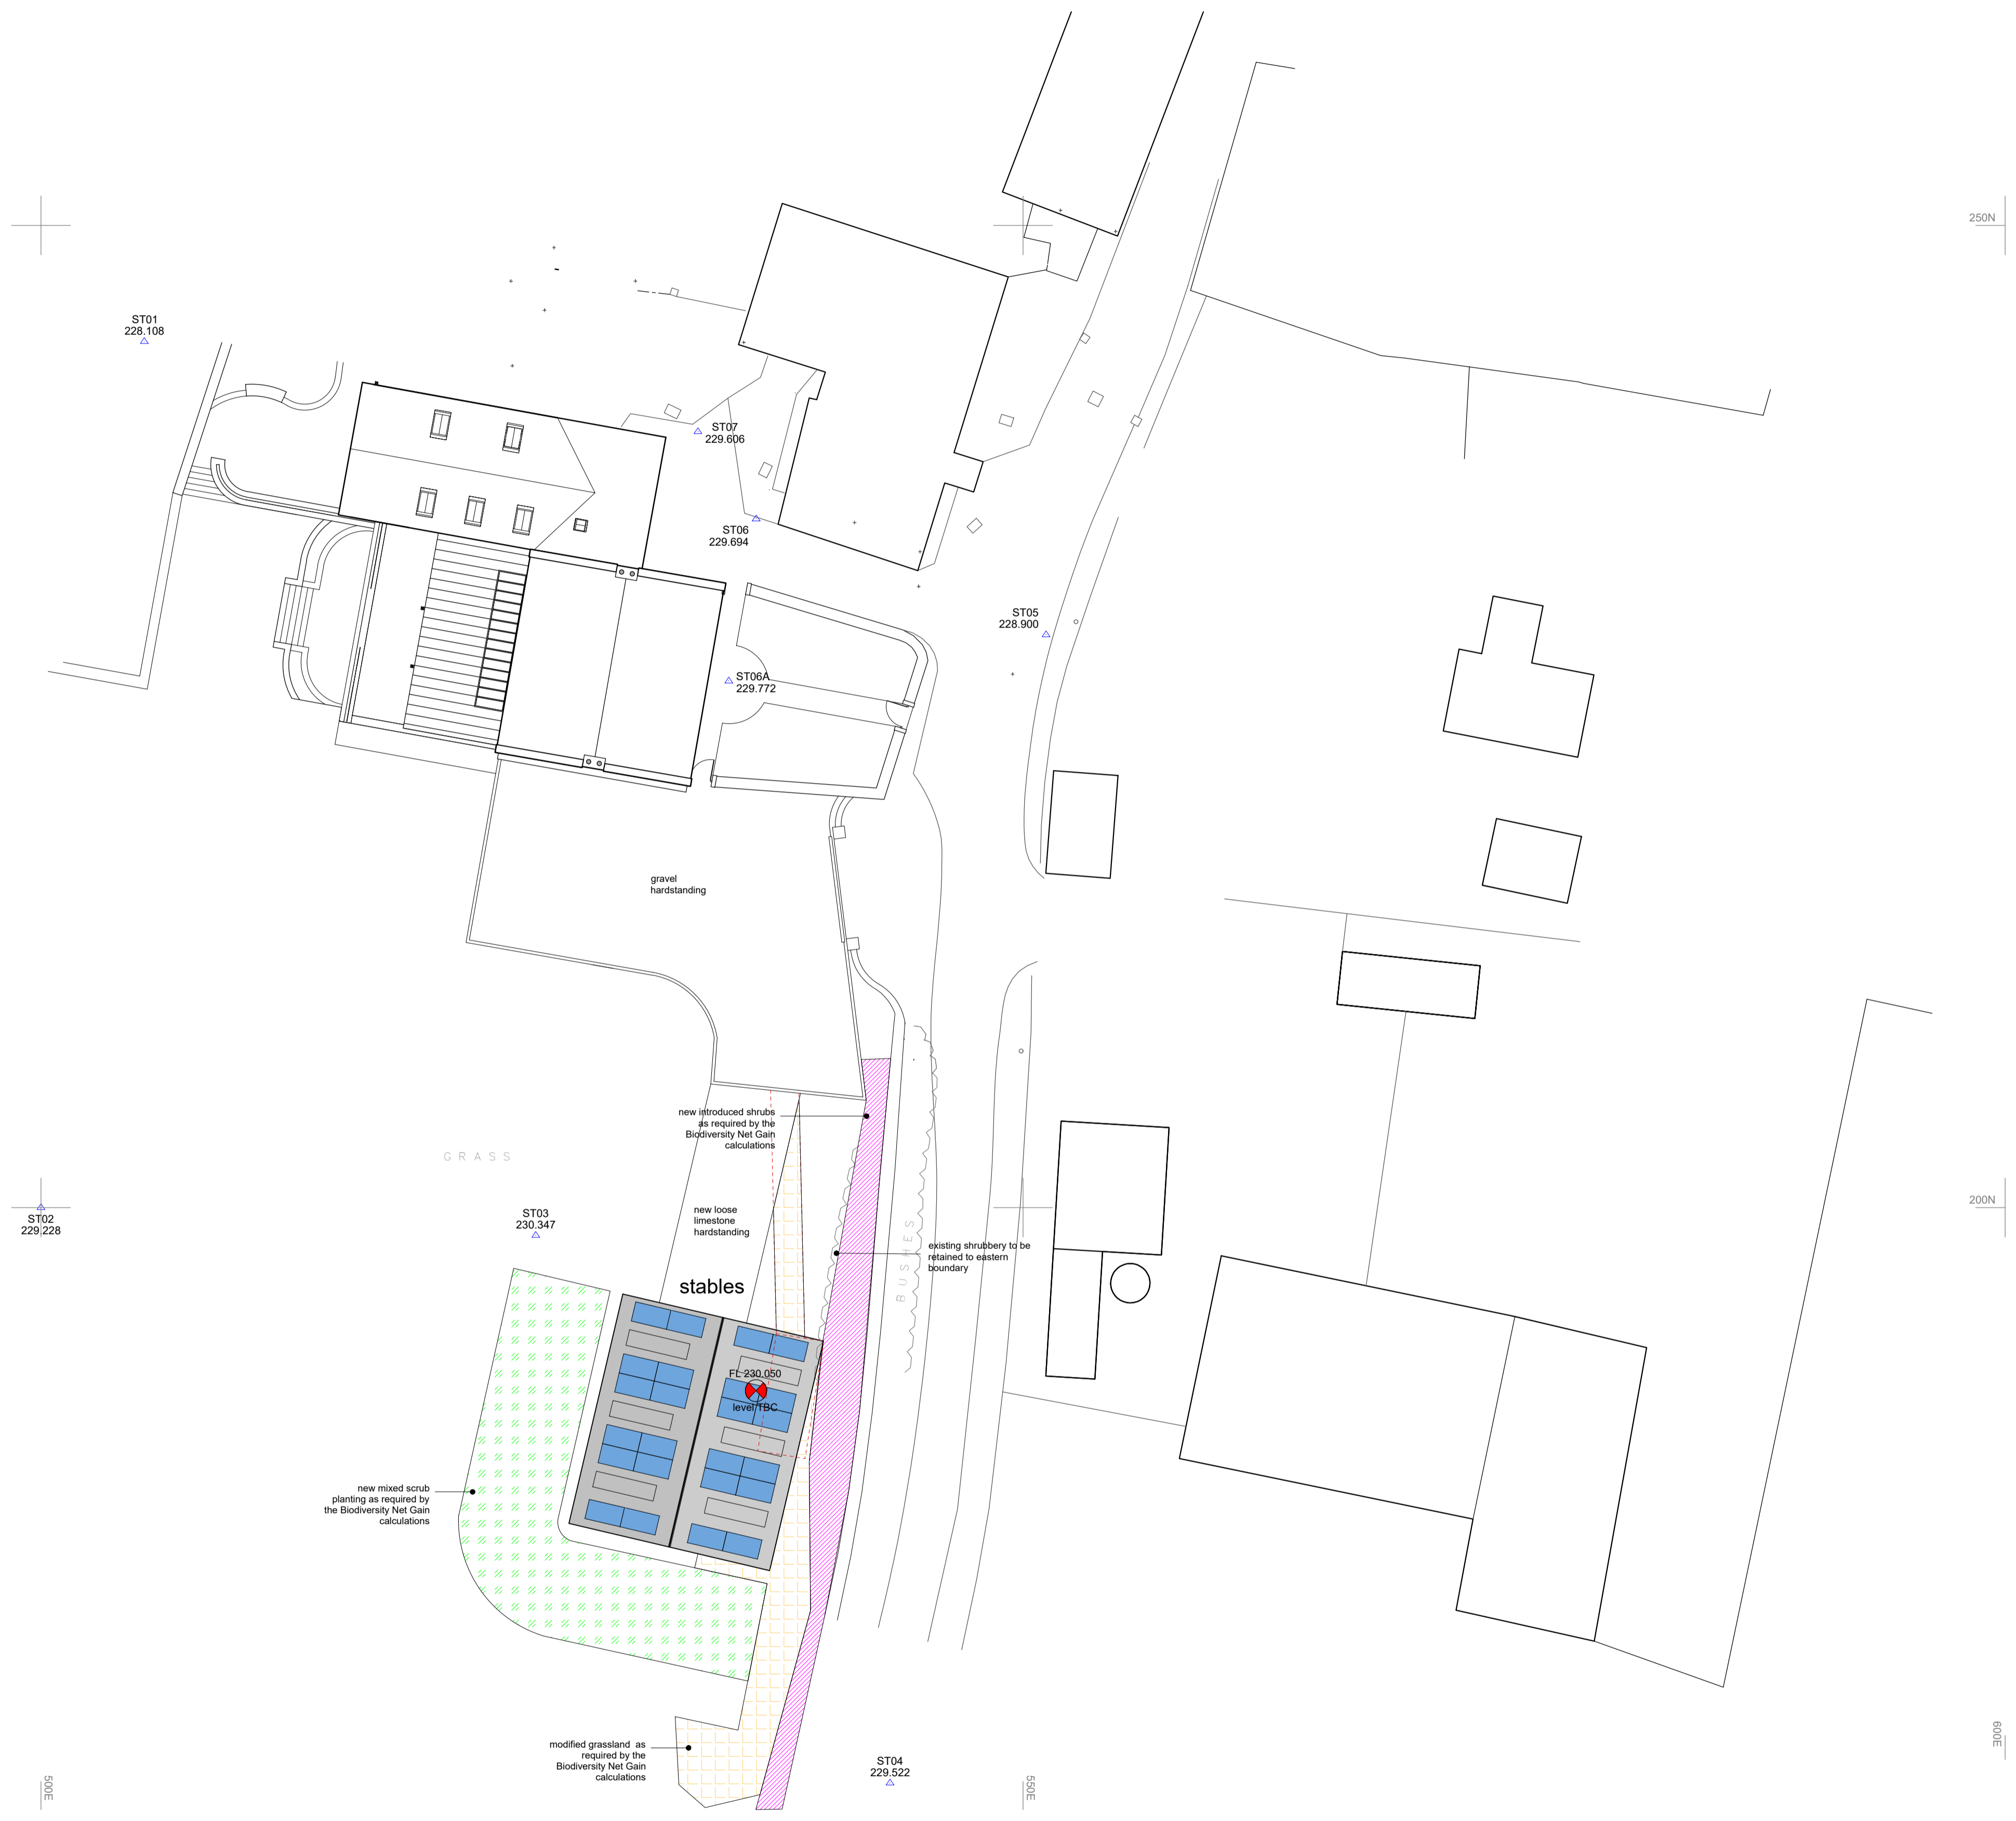 250N
ST01
228.108
ST07
229.606
ST06
229.694
ST05
228.900
ST06A
229.772
gravel
hardstanding
new introduced shrubs
as required by the
Biodiversity Net Gain
calculations
GRASS
200N
ST02
229.228
ST03
230.347
new loose
limestone
hardstanding
BUSHES
existing shrubbery to be
retained to eastern
boundary
stables
FL 230.050
level TBC
new mixed scrub
planting as required by
the Biodiversity Net Gain
calculations
modified grassland as
required by the
Biodiversity Net Gain
calculations
ST04
229.522
500E
550E
600E